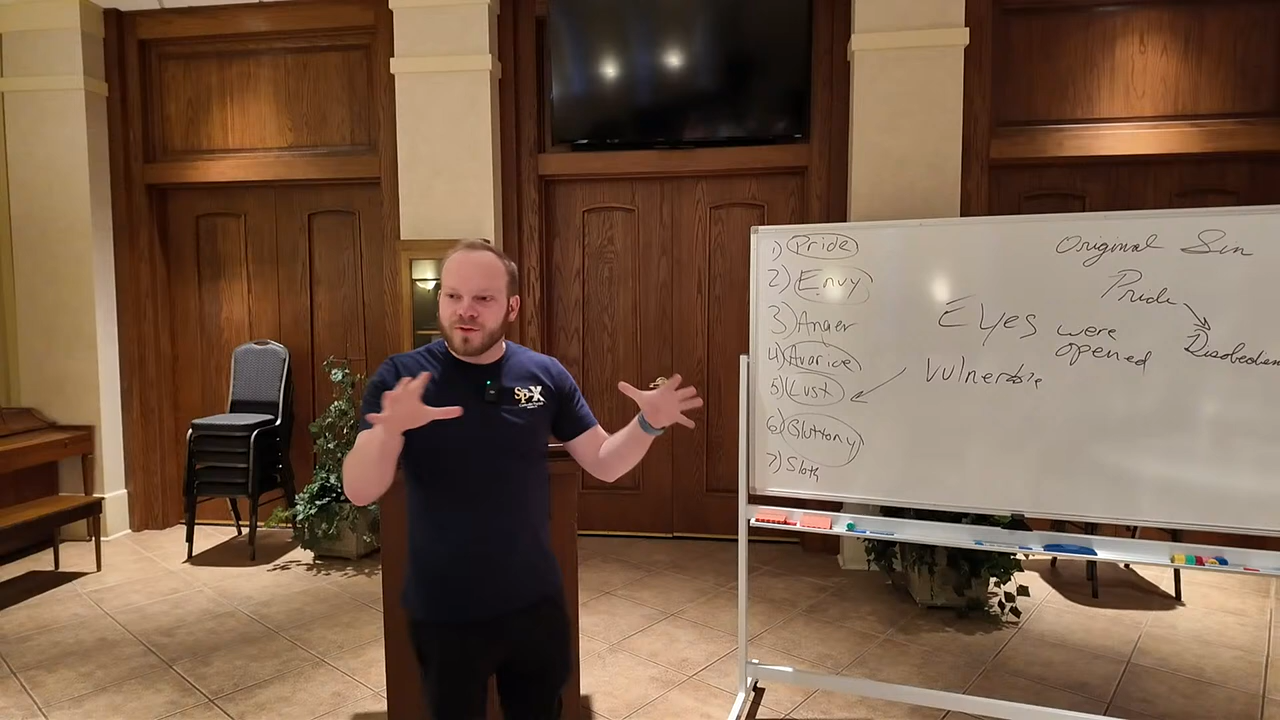 1) Pride
2) Envy
3) Anger
4) Avarice
5) Lust
6) Gluttony
7) Sloth
Original Sin
Pride
Disobedien
Eyes were
opened
Vulnerable
SPX